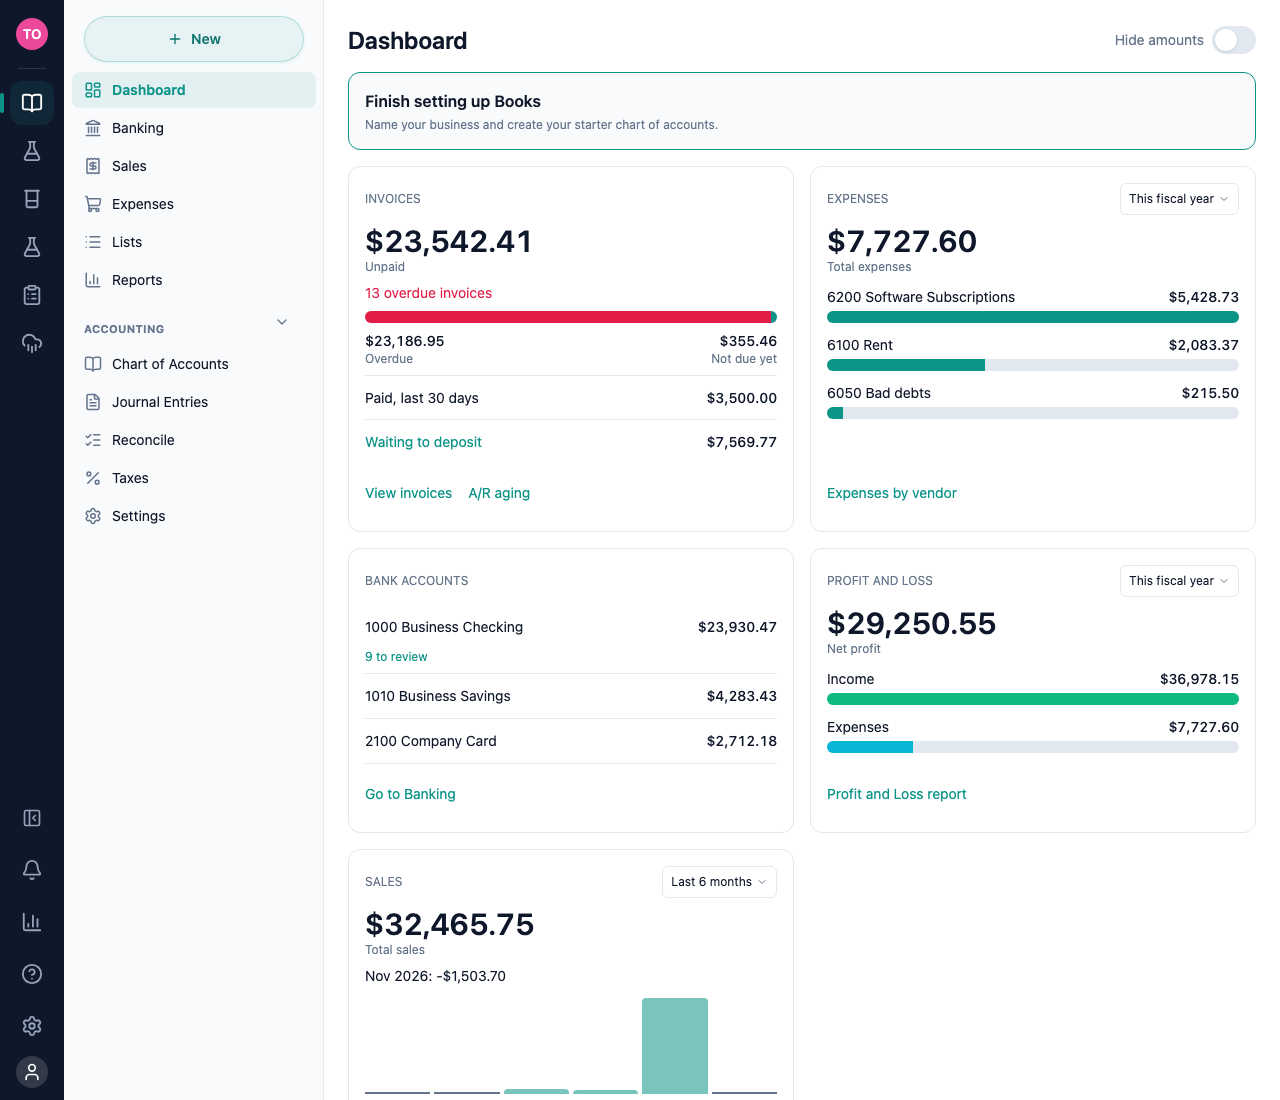 TO
New
Dashboard
Banking
Sales
Expenses
Lists
Reports
ACCOUNTING
Chart of Accounts
Journal Entries
Reconcile
Taxes
Settings
Dashboard
Hide amounts
Finish setting up Books
Name your business and create your starter chart of accounts.
INVOICES
$23,542.41
Unpaid
13 overdue invoices
$23,186.95 $355.46
Overdue Not due yet
Paid, last 30 days $3,500.00
Waiting to deposit $7,569.77
View invoices A/R aging
EXPENSES This fiscal year
$7,727.60
Total expenses
6200 Software Subscriptions $5,428.73
6100 Rent $2,083.37
6050 Bad debts $215.50
Expenses by vendor
BANK ACCOUNTS
1000 Business Checking $23,930.47
9 to review
1010 Business Savings $4,283.43
2100 Company Card $2,712.18
Go to Banking
PROFIT AND LOSS This fiscal year
$29,250.55
Net profit
Income $36,978.15
Expenses $7,727.60
Profit and Loss report
SALES Last 6 months
$32,465.75
Total sales
Nov 2026: -$1,503.70